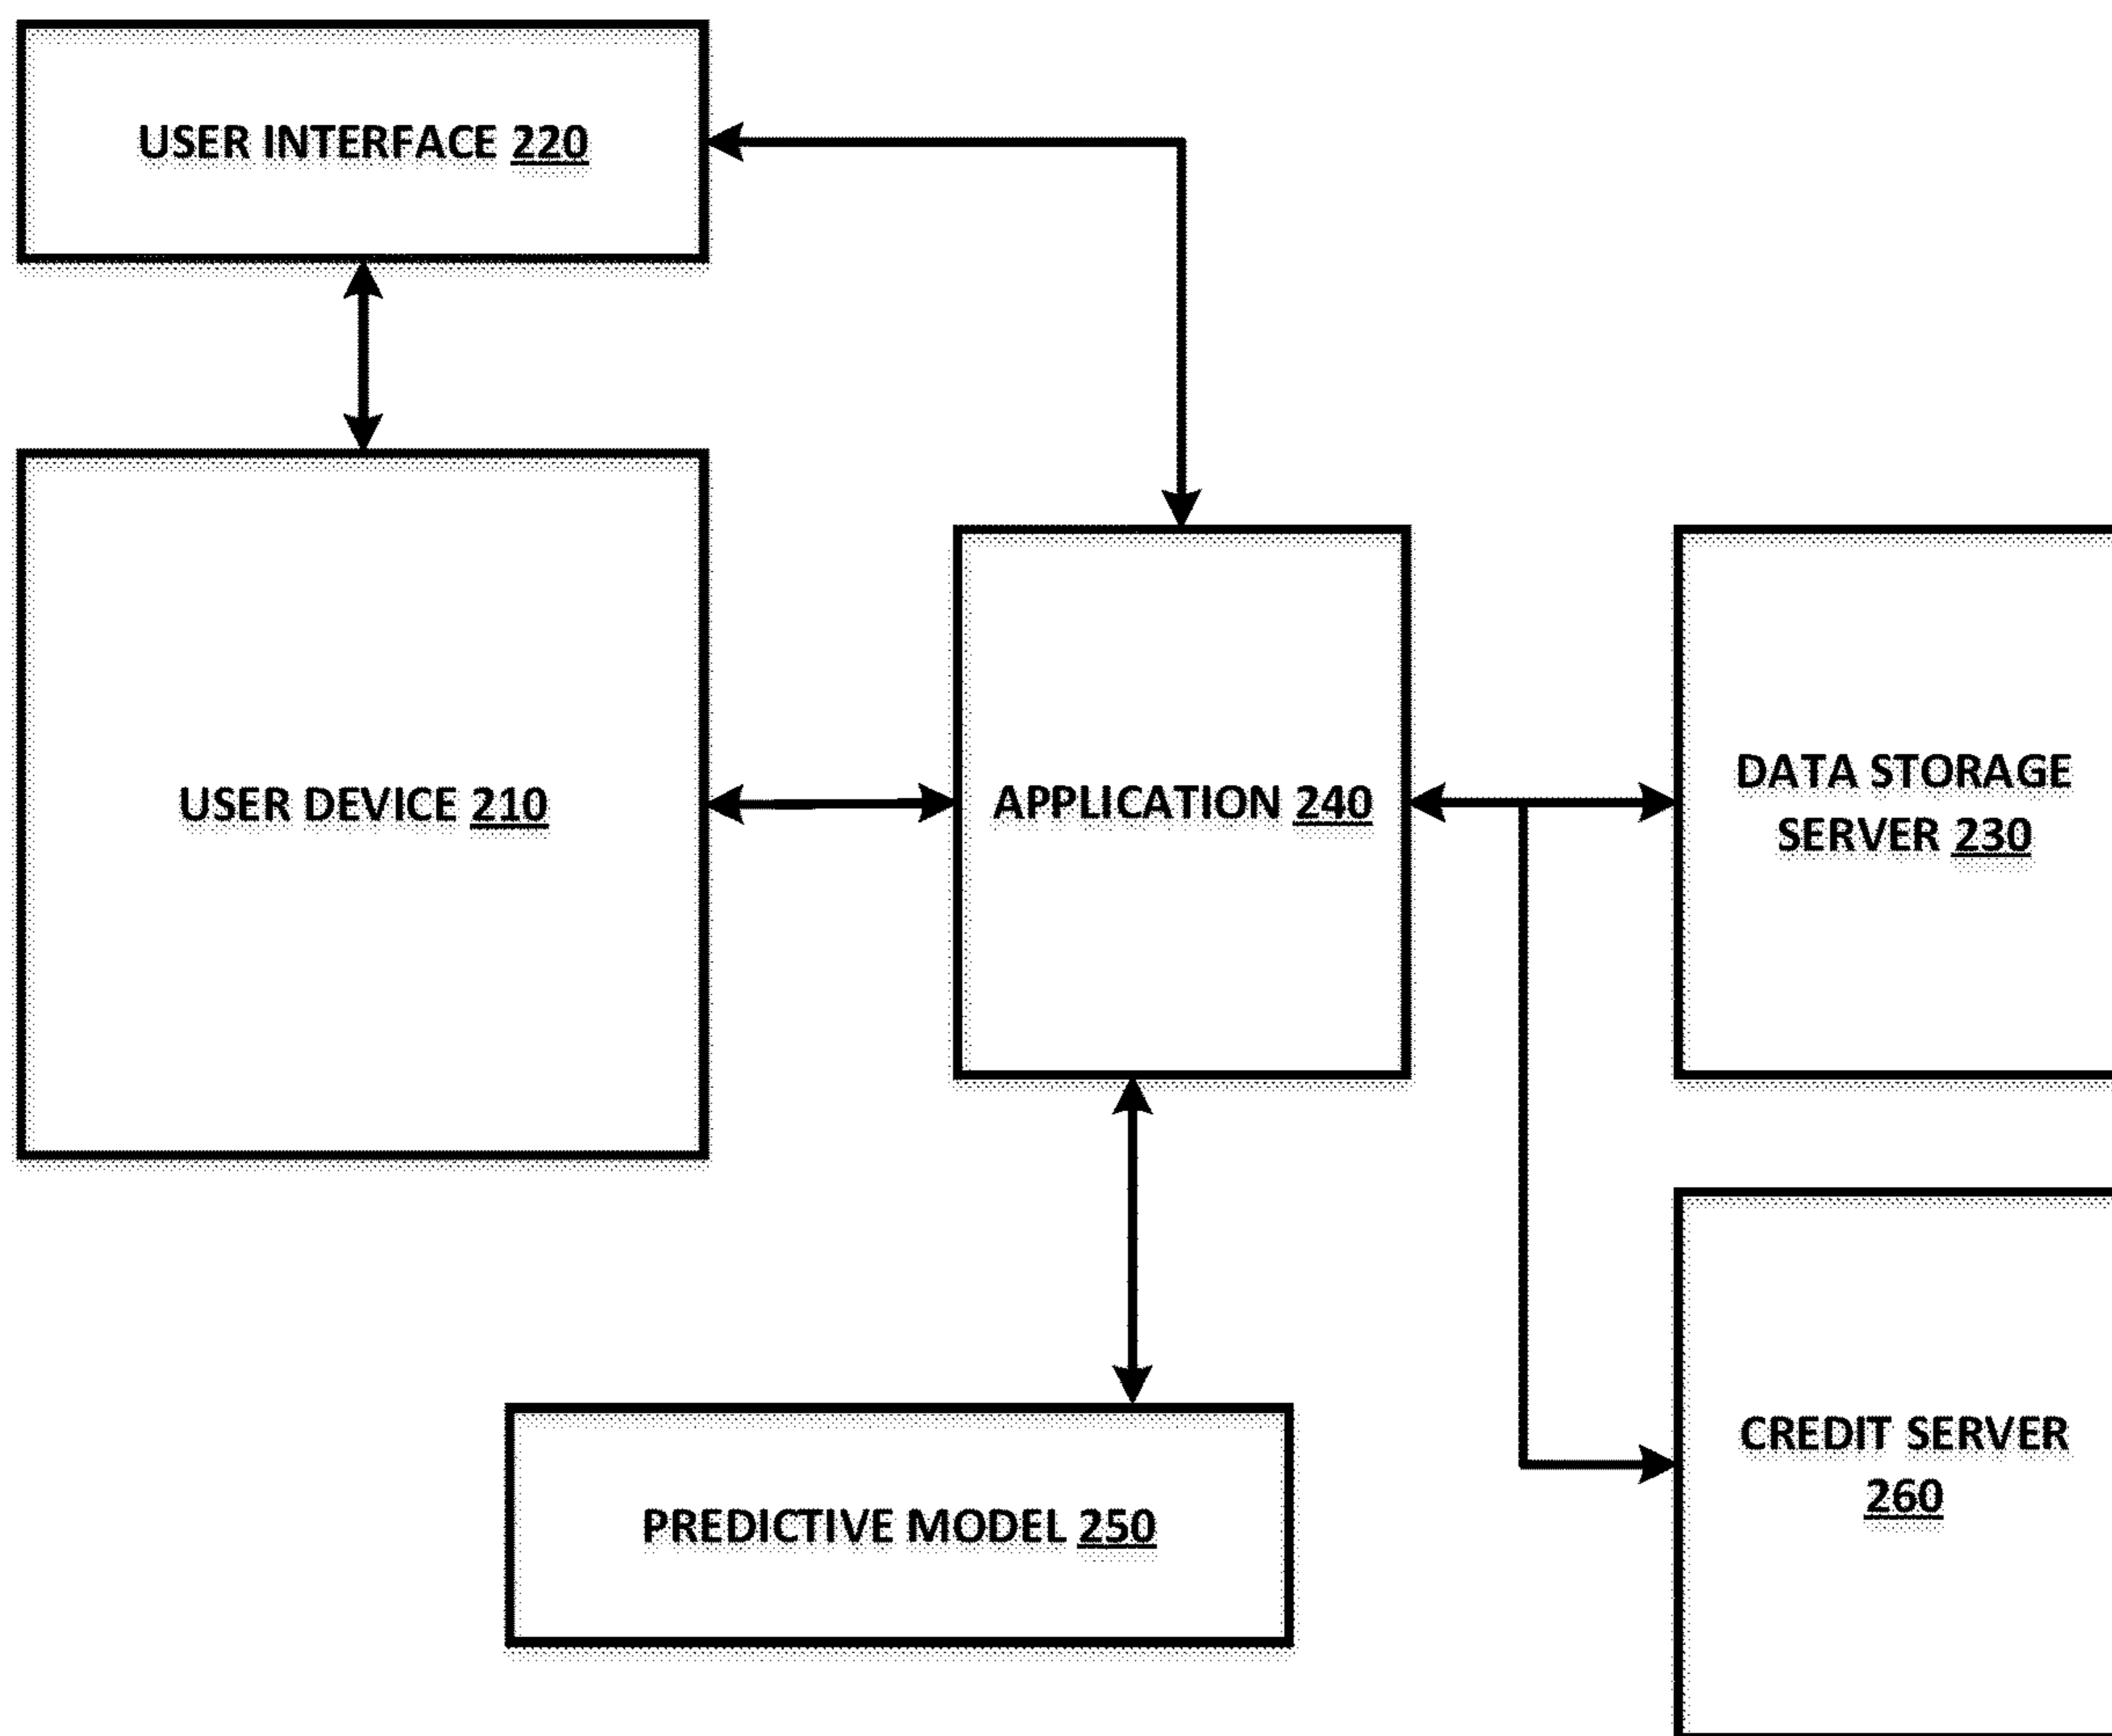 USER INTERFACE 220
USER DEVICE 210
APPLICATION 240
DATA STORAGE
SERVER 230
PREDICTIVE MODEL 250
CREDIT SERVER
260